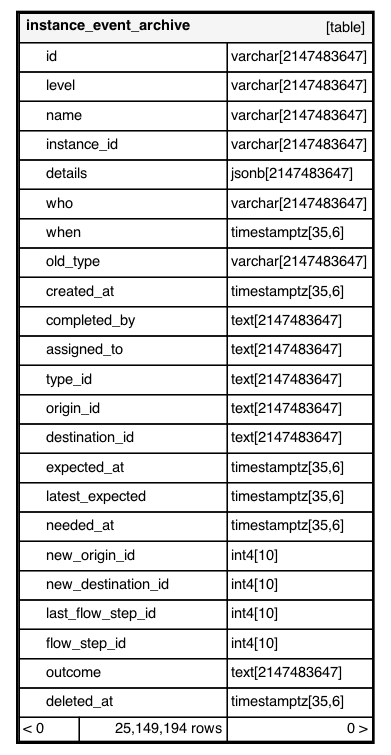 instance_event_archive [table]
id varchar[2147483647]
level varchar[2147483647]
name varchar[2147483647]
instance_id varchar[2147483647]
details jsonb[2147483647]
who varchar[2147483647]
when timestamptz[35,6]
old_type varchar[2147483647]
created_at timestamptz[35,6]
completed_by text[2147483647]
assigned_to text[2147483647]
type_id text[2147483647]
origin_id text[2147483647]
destination_id text[2147483647]
expected_at timestamptz[35,6]
latest_expected timestamptz[35,6]
needed_at timestamptz[35,6]
new_origin_id int4[10]
new_destination_id int4[10]
last_flow_step_id int4[10]
flow_step_id int4[10]
outcome text[2147483647]
deleted_at timestamptz[35,6]
< 0 25,149,194 rows 0 >